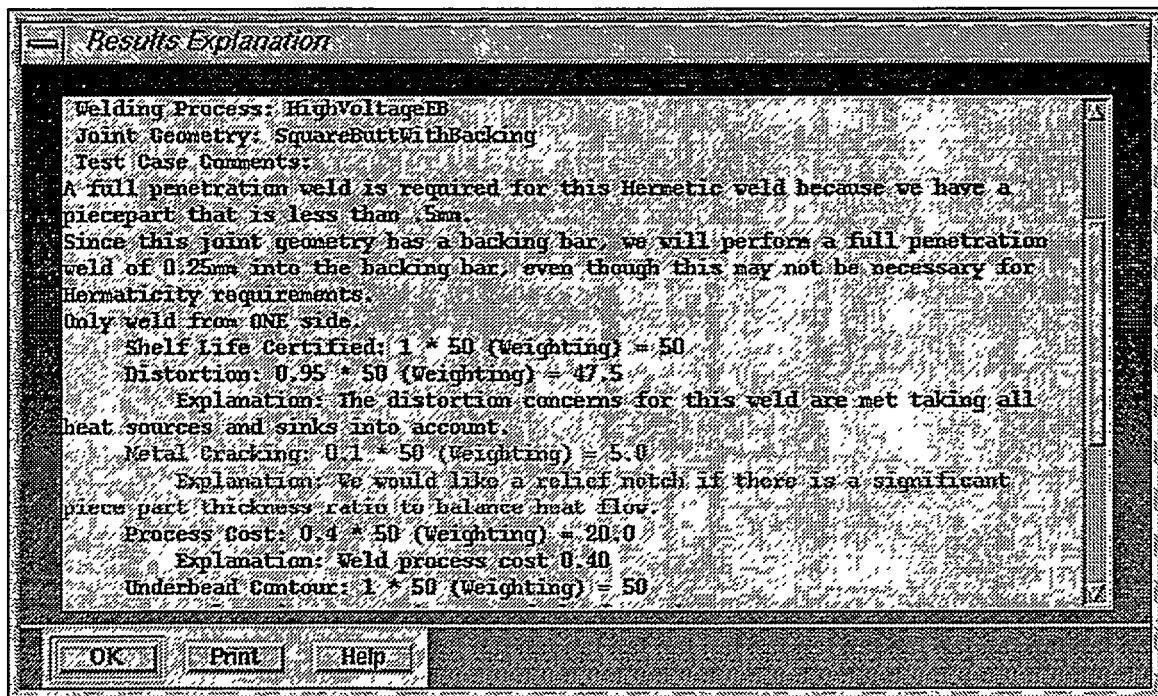 Results Explanation
Welding Process: HighVoltageEB
Joint Geometry: SquareButtWithBacking
Test Case Comments:
A full penetration weld is required for this Hermetic weld because we have a
piecepart that is less than .5mm.
Since this joint geometry has a backing bar, we will perform a full penetration
weld of 0.25mm into the backing bar, even though this may not be necessary for
Hermaticity requirements.
Only weld from ONE side.
Shelf Life Certified: 1 * 50 (Weighting) = 50
Distortion: 0.95 * 50 (Weighting) = 47.5
Explanation: The distortion concerns for this weld are met taking all
heat sources and sinks into account.
Metal Cracking: 0.1 * 50 (Weighting) = 5.0
Explanation: We would like a relief notch if there is a significant
piece part thickness ratio to balance heat flow.
Process Cost: 0.4 * 50 (Weighting) = 20.0
Explanation: Weld process cost 0.40
Underbead Contour: 1 * 50 (Weighting) = 50
OK Print Help